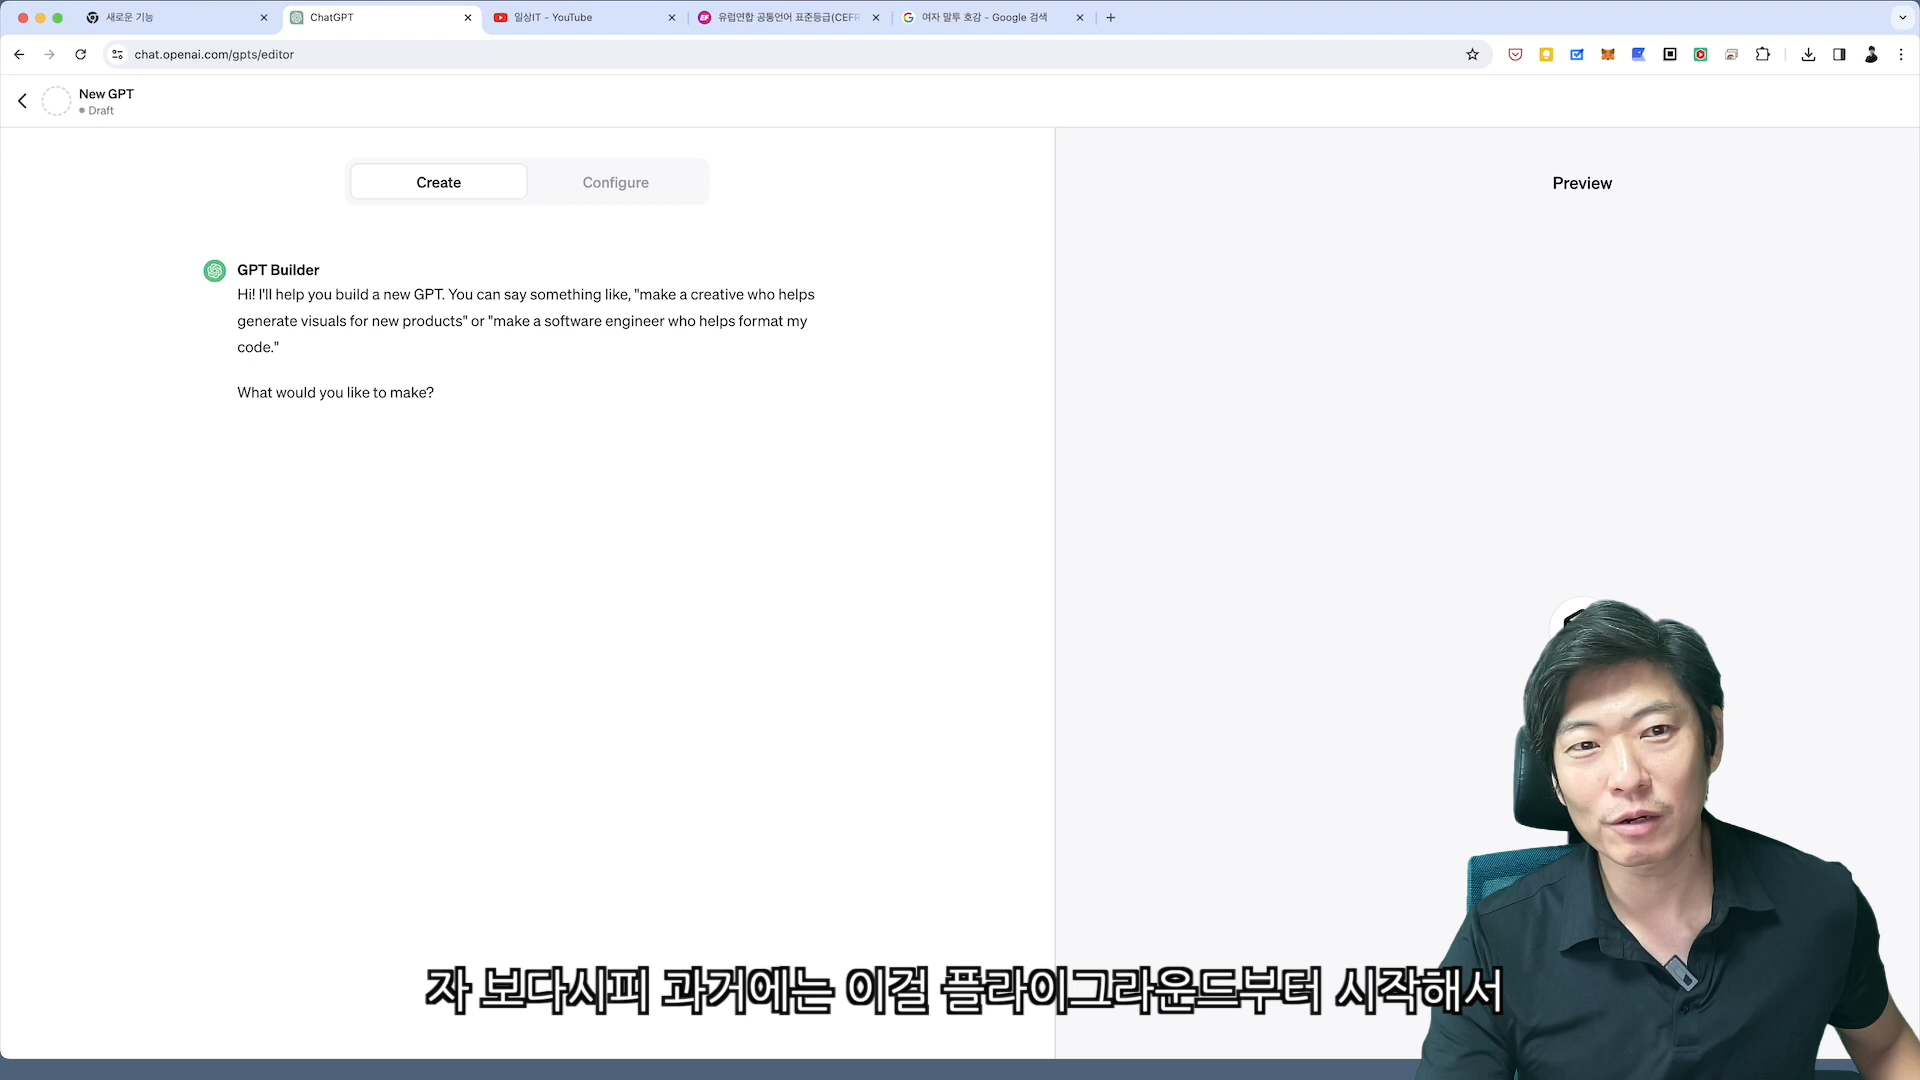 새로운 기능
ChatGPT
일상IT - YouTube
유럽연합 공통언어 표준등급(CEFR
여자 말투 호감 - Google 검색
chat.openai.com/gpts/editor
New GPT
Draft
Create
Configure
Preview
GPT Builder
Hi! I'll help you build a new GPT. You can say something like, "make a creative who helps
generate visuals for new products" or "make a software engineer who helps format my
code."
What would you like to make?
자 보다시피 과거에는 이걸 플라이그라운드부터 시작해서